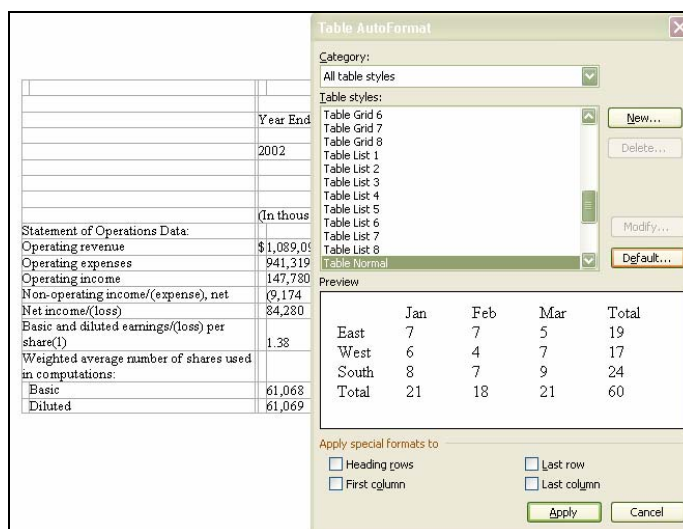 Year End
2002
(In thous
Statement of Operations Data:
Operating revenue $1,089,09
Operating expenses 941,319
Operating income 147,780
Non-operating income/(expense), net (9,174
Net income/(loss) 84,280
Basic and diluted earnings/(loss) per
share(1) 1.38
Weighted average number of shares used
in computations:
Basic 61,068
Diluted 61,069
Table AutoFormat
Category:
All table styles
Table styles:
Table Grid 6
Table Grid 7
Table Grid 8
Table List 1
Table List 2
Table List 3
Table List 4
Table List 5
Table List 6
Table List 7
Table List 8
Table Normal
New...
Delete...
Modify...
Default...
Preview
Jan Feb Mar Total
East 7 7 5 19
West 6 4 7 17
South 8 7 9 24
Total 21 18 21 60
Apply special formats to
Heading rows Last row
First column Last column
Apply Cancel